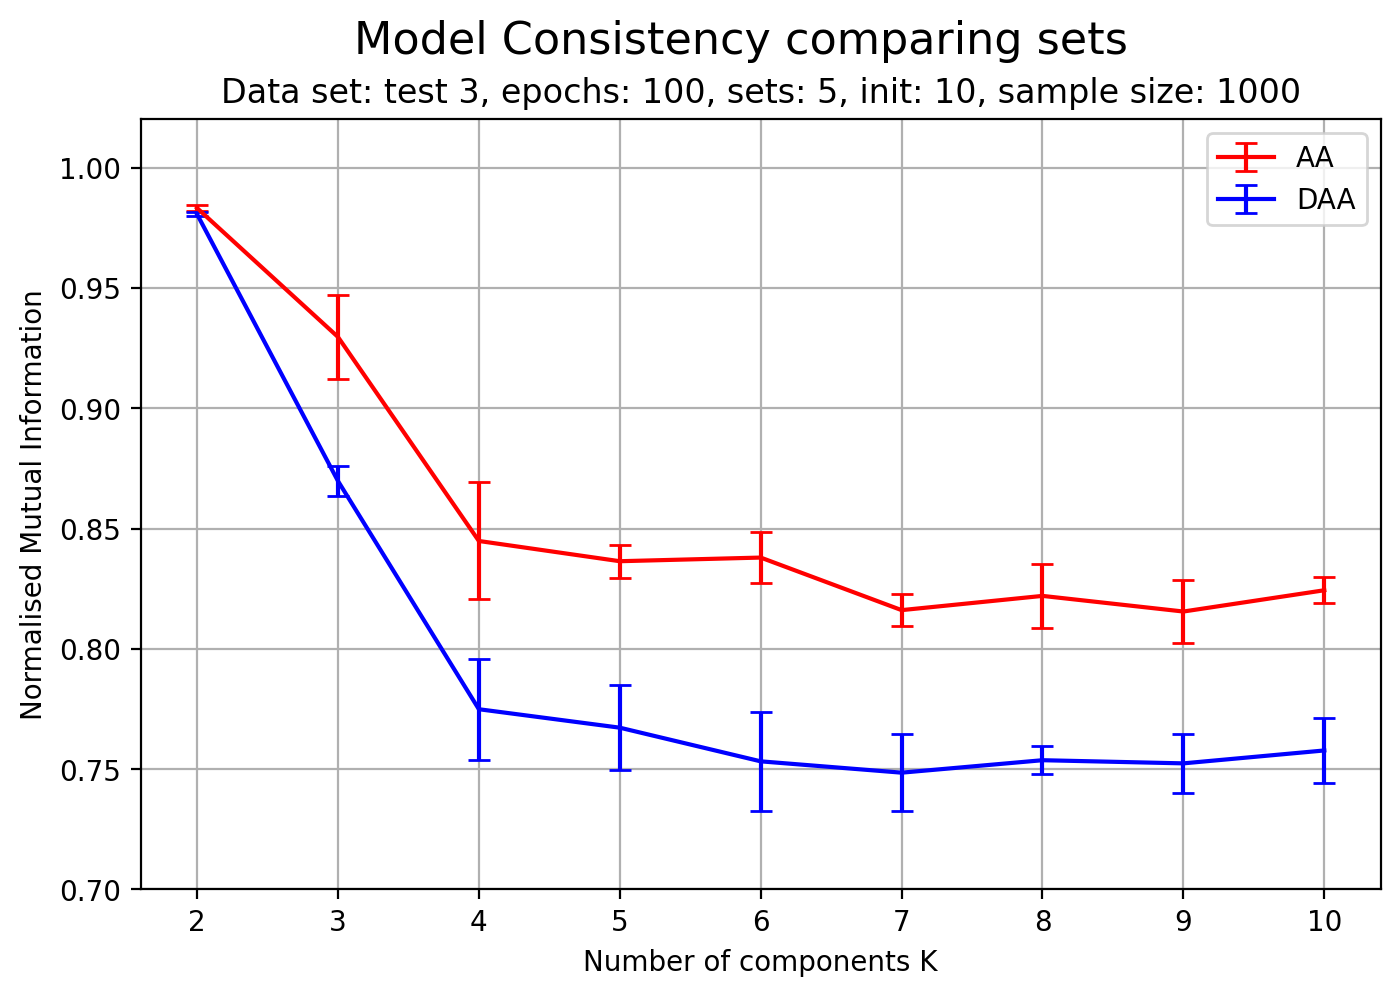 Model Consistency comparing sets
Data set: test 3, epochs: 100, sets: 5, init: 10, sample size: 1000
AA
DAA
Normalised Mutual Information
1.00
0.95
0.90
0.85
0.80
0.75
0.70
2 3 4 5 6 7 8 9 10
Number of components K